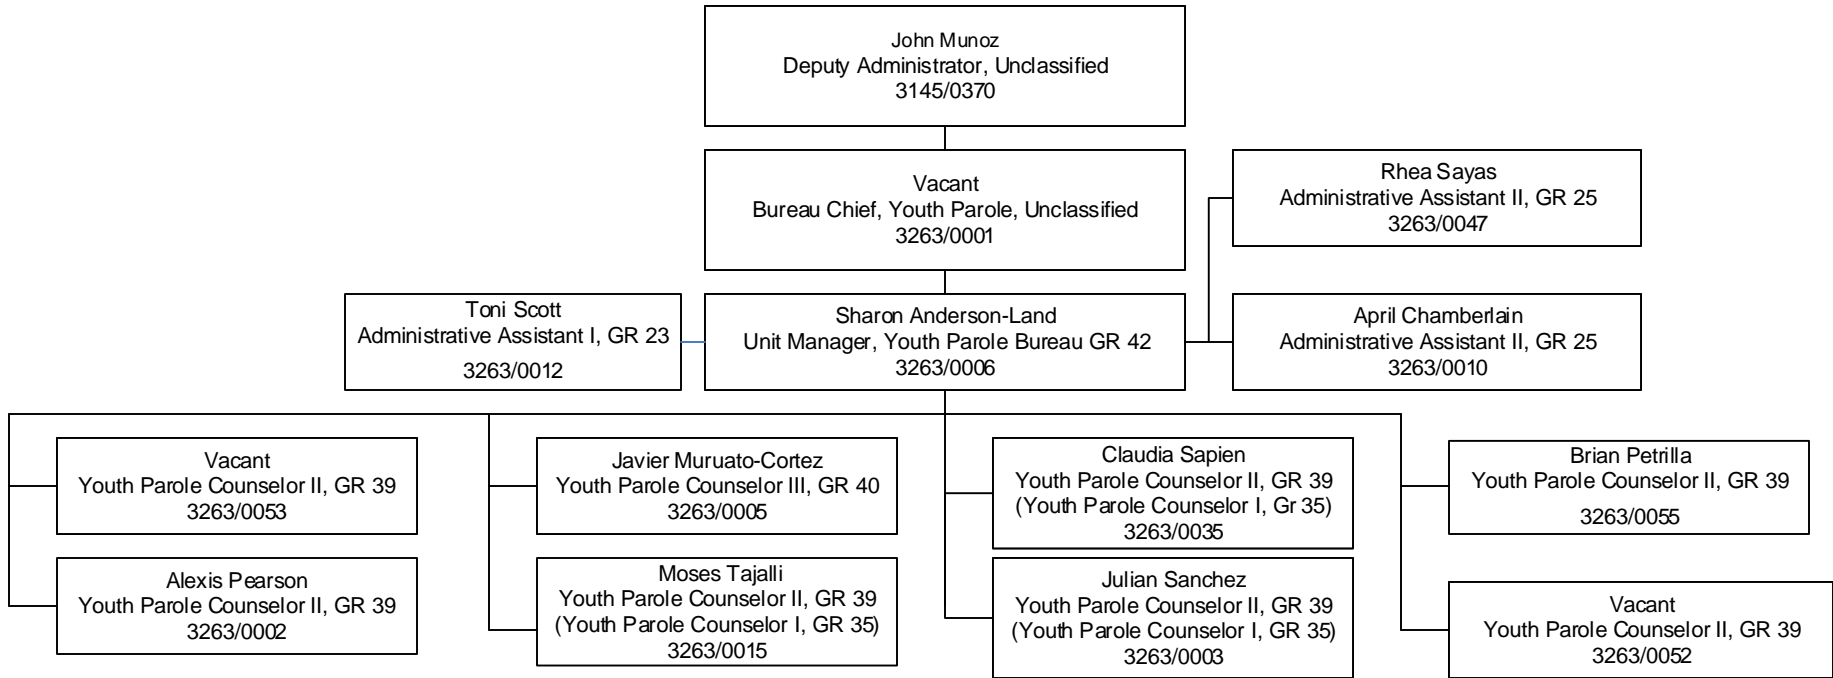 John Munoz
Deputy Administrator, Unclassified
3145/0370
Vacant
Bureau Chief, Youth Parole, Unclassified
3263/0001
Rhea Sayas
Administrative Assistant II, GR 25
3263/0047
Toni Scott
Administrative Assistant I, GR 23
3263/0012
Sharon Anderson-Land
Unit Manager, Youth Parole Bureau GR 42
3263/0006
April Chamberlain
Administrative Assistant II, GR 25
3263/0010
Vacant
Youth Parole Counselor II, GR 39
3263/0053
Javier Muruato-Cortez
Youth Parole Counselor III, GR 40
3263/0005
Claudia Sapien
Youth Parole Counselor II, GR 39
(Youth Parole Counselor I, Gr 35)
3263/0035
Brian Petrilla
Youth Parole Counselor II, GR 39
3263/0055
Alexis Pearson
Youth Parole Counselor II, GR 39
3263/0002
Moses Tajalli
Youth Parole Counselor II, GR 39
(Youth Parole Counselor I, GR 35)
3263/0015
Julian Sanchez
Youth Parole Counselor II, GR 39
(Youth Parole Counselor I, GR 35)
3263/0003
Vacant
Youth Parole Counselor II, GR 39
3263/0052